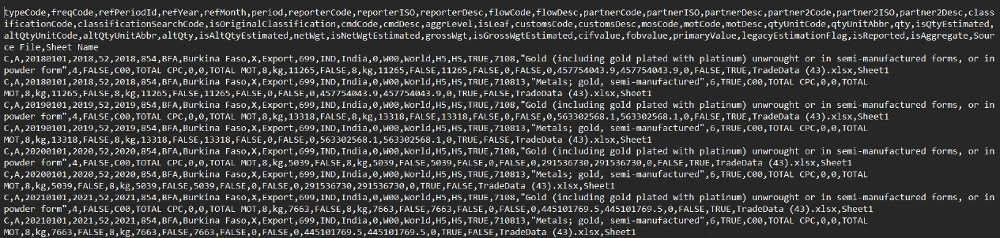 typeCode,freqCode,refPeriodId,refYear,refMonth,period,reporterCode,reporterISO,reporterDesc,flowCode,flowDesc,partnerCode,partnerISO,partnerDesc,partner2Code,partner2ISO,partner2Desc,class
ificationCode,classificationSearchCode,isOriginalClassification,cmdCode,cmdDesc,aggrLevel,isLeaf,customsCode,customsDesc,mosCode,motCode,motDesc,qtyUnitCode,qtyUnitAbbr,qty,isQtyEstimated,
altQtyUnitCode,altQtyUnitAbbr,altQty,isAltQtyEstimated,netWgt,isNetWgtEstimated,grossWgt,isGrossWgtEstimated,cifvalue,fobvalue,primaryValue,legacyEstimationFlag,isReported,isAggregate,Sour
ce File,Sheet Name
C,A,20180101,2018,52,2018,854,BFA,Burkina Faso,X,Export,699,IND,India,0,W00,World,H5,HS,TRUE,7108,"Gold (including gold plated with platinum) unwrought or in semi-manufactured forms, or in
powder form",4,FALSE,C00,TOTAL CPC,0,0,TOTAL MOT,8,kg,11265,FALSE,8,kg,11265,FALSE,11265,FALSE,0,FALSE,0,457754043.9,457754043.9,0,FALSE,TRUE,TradeData (43).xlsx,Sheet1
C,A,20180101,2018,52,2018,854,BFA,Burkina Faso,X,Export,699,IND,India,0,W00,World,H5,HS,TRUE,710813,"Metals; gold, semi-manufactured",6,TRUE,C00,TOTAL CPC,0,0,TOTAL
MOT,8,kg,11265,FALSE,8,kg,11265,FALSE,11265,FALSE,0,FALSE,0,457754043.9,457754043.9,0,TRUE,FALSE,TradeData (43).xlsx,Sheet1
C,A,20190101,2019,52,2019,854,BFA,Burkina Faso,X,Export,699,IND,India,0,W00,World,H5,HS,TRUE,7108,"Gold (including gold plated with platinum) unwrought or in semi-manufactured forms, or in
powder form",4,FALSE,C00,TOTAL CPC,0,0,TOTAL MOT,8,kg,13318,FALSE,8,kg,13318,FALSE,13318,FALSE,0,FALSE,0,563302568.1,563302568.1,0,FALSE,TRUE,TradeData (43).xlsx,Sheet1
C,A,20190101,2019,52,2019,854,BFA,Burkina Faso,X,Export,699,IND,India,0,W00,World,H5,HS,TRUE,710813,"Metals; gold, semi-manufactured",6,TRUE,C00,TOTAL CPC,0,0,TOTAL
MOT,8,kg,13318,FALSE,8,kg,13318,FALSE,13318,FALSE,0,FALSE,0,563302568.1,563302568.1,0,TRUE,FALSE,TradeData (43).xlsx,Sheet1
C,A,20200101,2020,52,2020,854,BFA,Burkina Faso,X,Export,699,IND,India,0,W00,World,H5,HS,TRUE,7108,"Gold (including gold plated with platinum) unwrought or in semi-manufactured forms, or in
powder form",4,FALSE,C00,TOTAL CPC,0,0,TOTAL MOT,8,kg,5039,FALSE,8,kg,5039,FALSE,5039,FALSE,0,FALSE,0,291536730,291536730,0,FALSE,TRUE,TradeData (43).xlsx,Sheet1
C,A,20200101,2020,52,2020,854,BFA,Burkina Faso,X,Export,699,IND,India,0,W00,World,H5,HS,TRUE,710813,"Metals; gold, semi-manufactured",6,TRUE,C00,TOTAL CPC,0,0,TOTAL
MOT,8,kg,5039,FALSE,8,kg,5039,FALSE,5039,FALSE,0,FALSE,0,291536730,291536730,0,TRUE,FALSE,TradeData (43).xlsx,Sheet1
C,A,20210101,2021,52,2021,854,BFA,Burkina Faso,X,Export,699,IND,India,0,W00,World,H5,HS,TRUE,7108,"Gold (including gold plated with platinum) unwrought or in semi-manufactured forms, or in
powder form",4,FALSE,C00,TOTAL CPC,0,0,TOTAL MOT,8,kg,7663,FALSE,8,kg,7663,FALSE,7663,FALSE,0,FALSE,0,445101769.5,445101769.5,0,FALSE,TRUE,TradeData (43).xlsx,Sheet1
C,A,20210101,2021,52,2021,854,BFA,Burkina Faso,X,Export,699,IND,India,0,W00,World,H5,HS,TRUE,710813,"Metals; gold, semi-manufactured",6,TRUE,C00,TOTAL CPC,0,0,TOTAL
MOT,8,kg,7663,FALSE,8,kg,7663,FALSE,7663,FALSE,0,FALSE,0,445101769.5,445101769.5,0,TRUE,FALSE,TradeData (43).xlsx,Sheet1